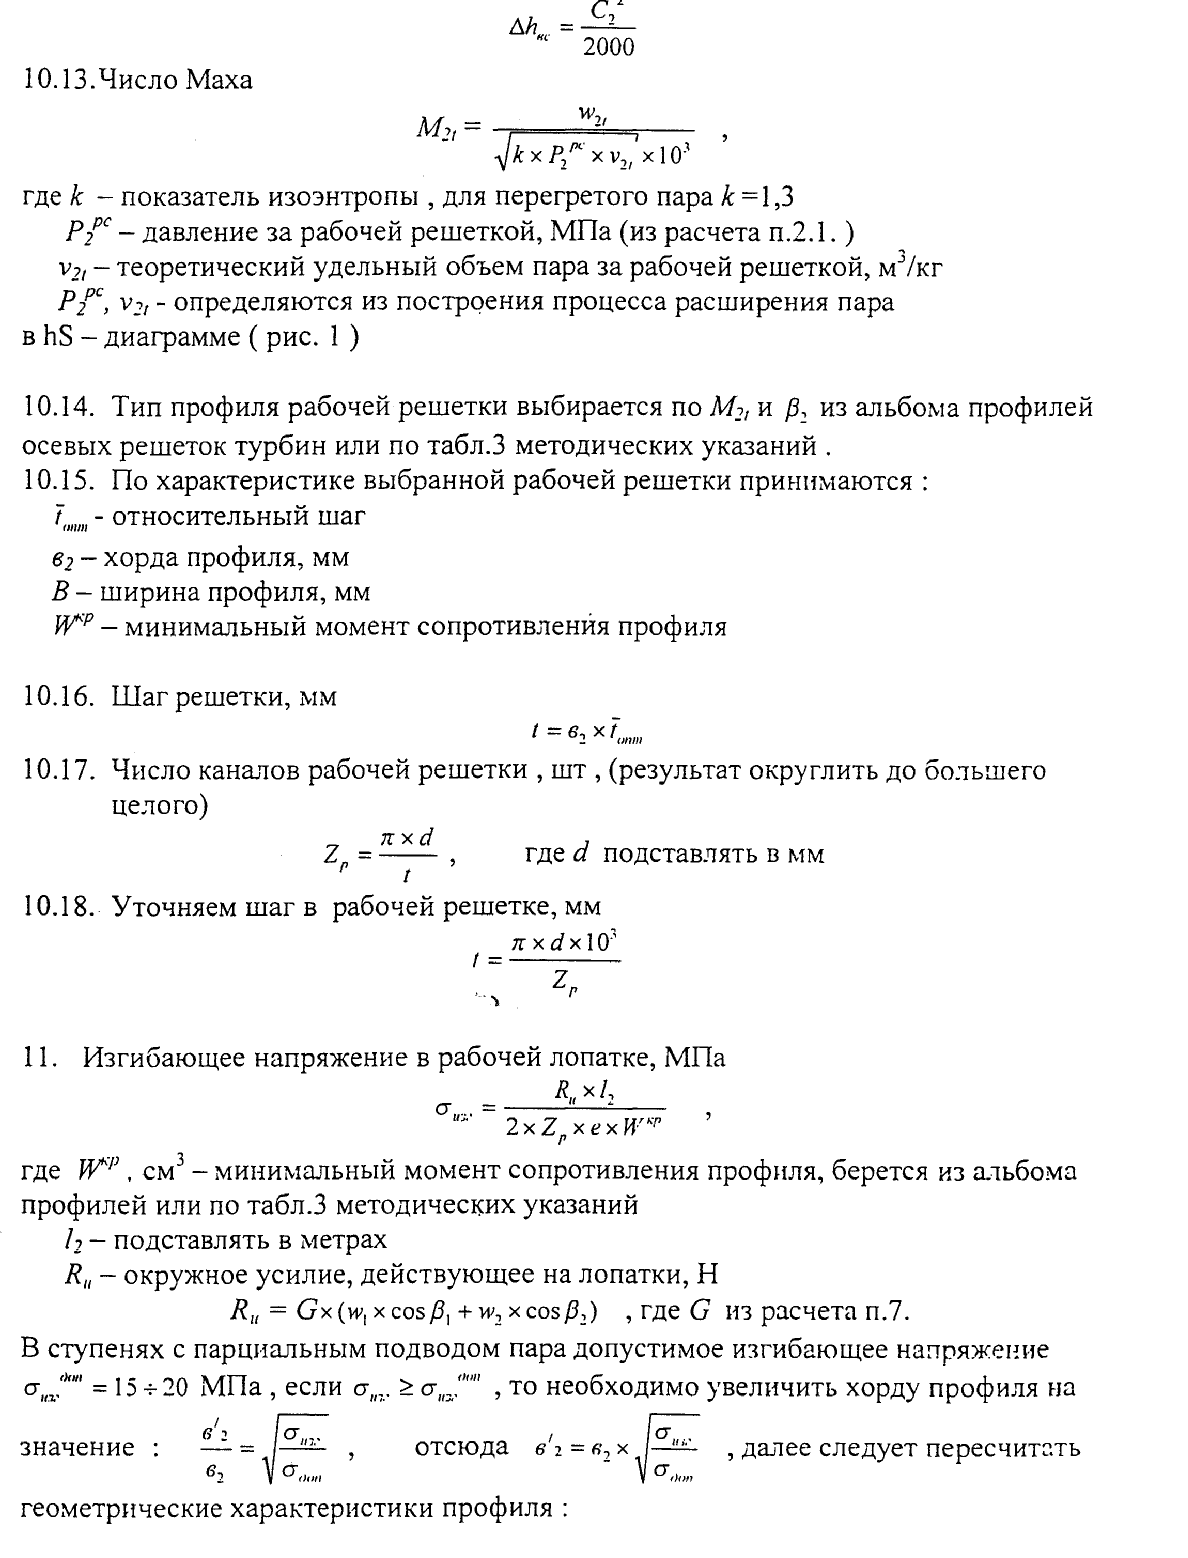 Δh_кс = C₂² / 2000
10.13.Число Маха
M₂t = w₂t / √(k × P₂^рс × v₂t × 10³) ,
где k – показатель изоэнтропы , для перегретого пара k =1,3
P₂^рс – давление за рабочей решеткой, МПа (из расчета п.2.1. )
v₂t – теоретический удельный объем пара за рабочей решеткой, м³/кг
P₂^рс, v₂t - определяются из построения процесса расширения пара
в hS – диаграмме ( рис. 1 )
10.14. Тип профиля рабочей решетки выбирается по M₂t и β₂ из альбома профилей
осевых решеток турбин или по табл.3 методических указаний .
10.15. По характеристике выбранной рабочей решетки принимаются :
t̄_опт - относительный шаг
в₂ – хорда профиля, мм
B – ширина профиля, мм
W^кр – минимальный момент сопротивления профиля
10.16. Шаг решетки, мм
t = в₂ × t̄_опт
10.17. Число каналов рабочей решетки , шт , (результат округлить до большего
целого)
Z_p = π × d / t , где d подставлять в мм
10.18. Уточняем шаг в рабочей решетке, мм
t = π × d × 10³ / Z_p
11. Изгибающее напряжение в рабочей лопатке, МПа
σ_из. = R_u × l₂ / 2 × Z_p × e × W^кр ,
где W^кр , см³ – минимальный момент сопротивления профиля, берется из альбома
профилей или по табл.3 методических указаний
l₂ – подставлять в метрах
R_u – окружное усилие, действующее на лопатки, Н
R_u = G×(w₁ × cos β₁ + w₂ × cos β₂) , где G из расчета п.7.
В ступенях с парциальным подводом пара допустимое изгибающее напряжение
σ_из.^доп = 15 ÷ 20 МПа , если σ_из. ≥ σ_из.^доп , то необходимо увеличить хорду профиля на
значение : в′₂ / в₂ = √(σ_из. / σ_доп) , отсюда в′₂ = в₂ × √(σ_из. / σ_доп) , далее следует пересчитать
геометрические характеристики профиля :